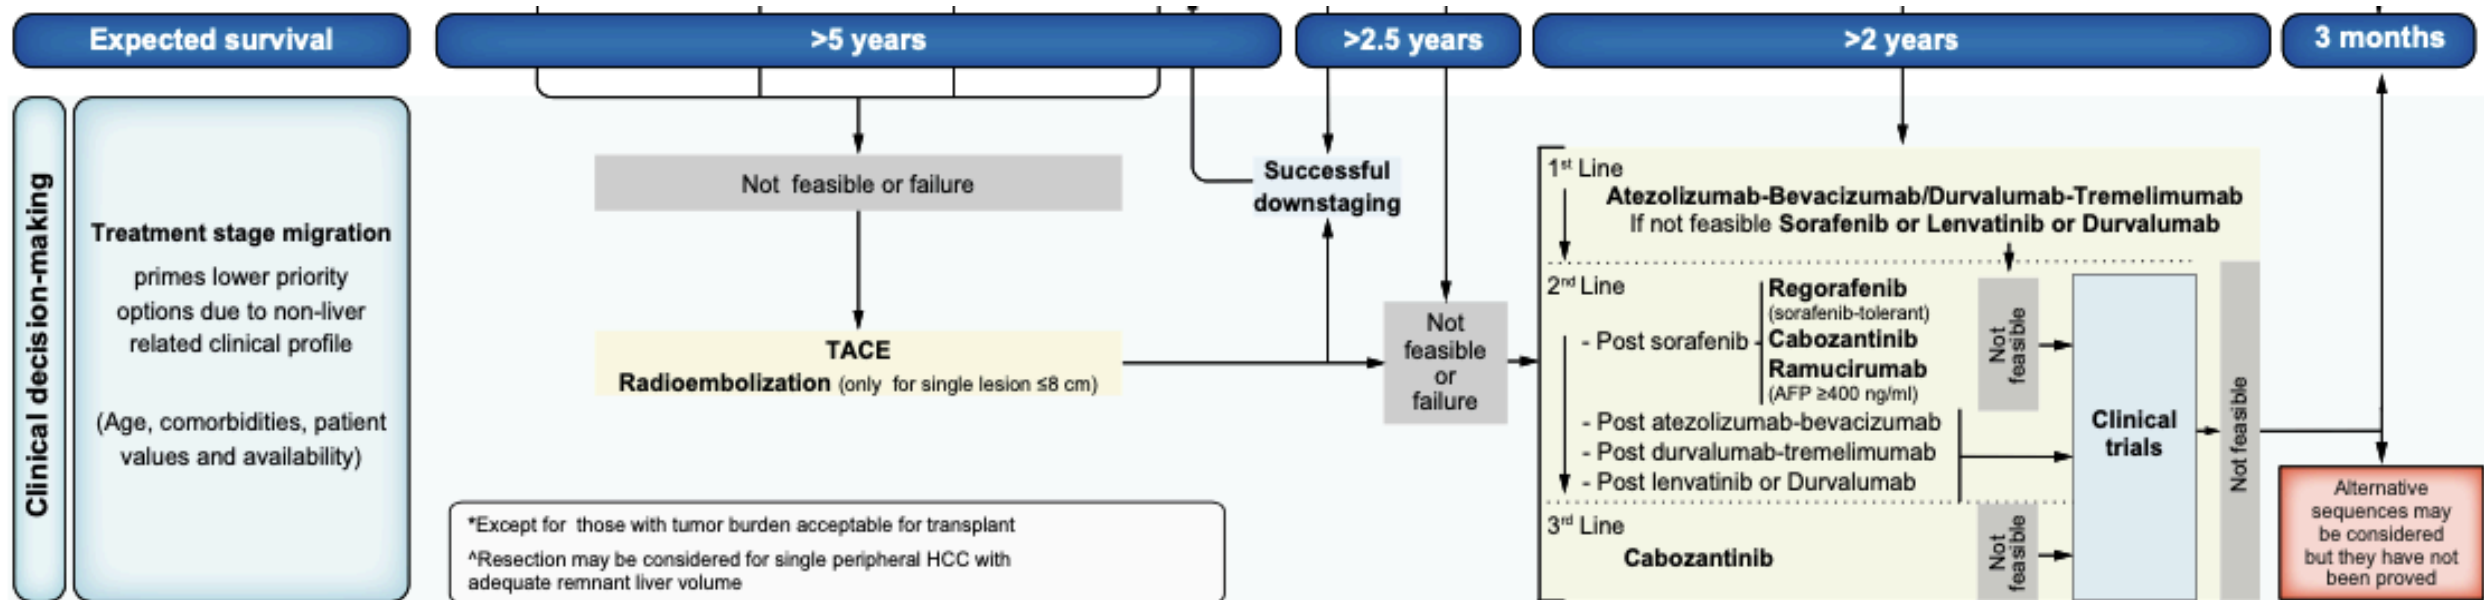 Expected survival
>5 years
>2.5 years
>2 years
3 months
Clinical decision-making
Treatment stage migration
primes lower priority
options due to non-liver
related clinical profile
(Age, comorbidities, patient
values and availability)
Not feasible or failure
TACE
Radioembolization (only for single lesion ≤8 cm)
Successful
downstaging
Not
feasible
or
failure
1st Line
Atezolizumab-Bevacizumab/Durvalumab-Tremelimumab
If not feasible Sorafenib or Lenvatinib or Durvalumab
2nd Line
- Post sorafenib
Regorafenib
(sorafenib-tolerant)
Cabozantinib
Ramucirumab
(AFP ≥400 ng/ml)
- Post atezolizumab-bevacizumab
- Post durvalumab-tremelimumab
- Post lenvatinib or Durvalumab
Not
feasible
3rd Line
Cabozantinib
Not
feasible
Clinical
trials
Not feasible
Alternative
sequences may
be considered
but they have not
been proved
*Except for those with tumor burden acceptable for transplant
^Resection may be considered for single peripheral HCC with
adequate remnant liver volume